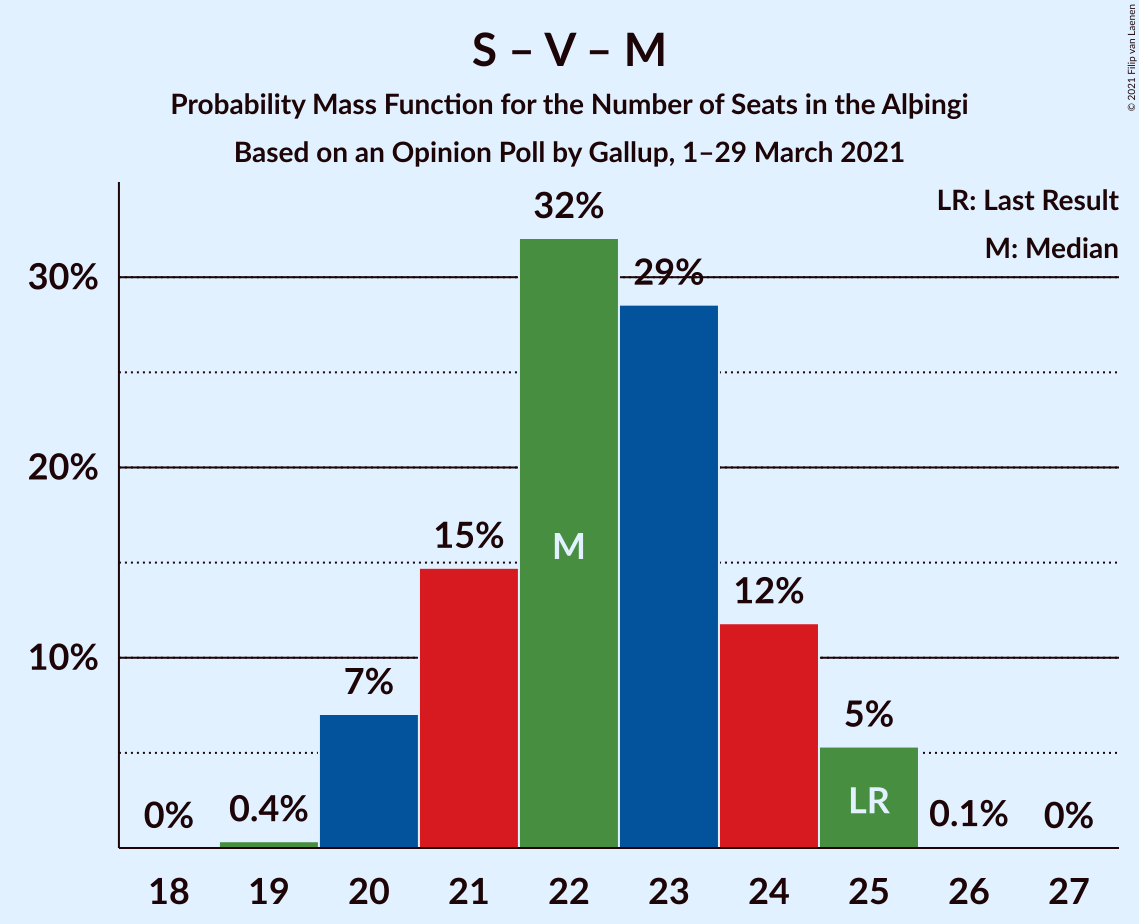 S – V – M
Probability Mass Function for the Number of Seats in the Alþingi
Based on an Opinion Poll by Gallup, 1–29 March 2021
© 2021 Filip van Laenen
LR: Last Result
M: Median
30%
20%
10%
0%
0.4%
7%
15%
32%
29%
12%
5%
0.1%
0%
M
LR
18 19 20 21 22 23 24 25 26 27